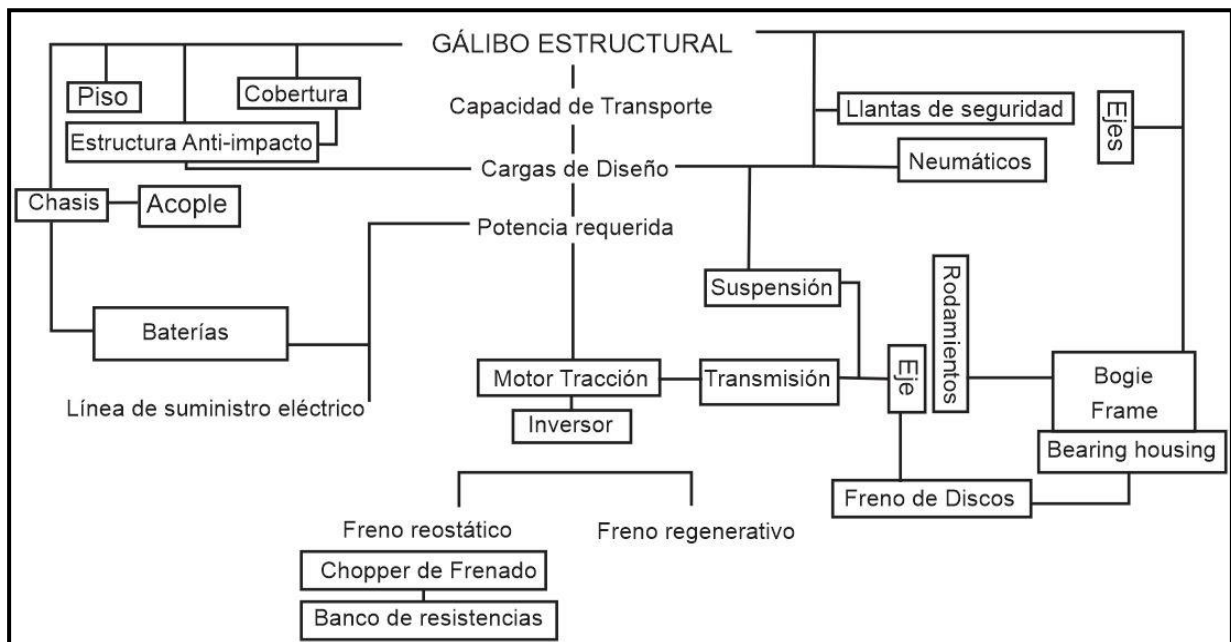 GÁLIBO ESTRUCTURAL
Piso
Cobertura
Capacidad de Transporte
Llantas de seguridad
Ejes
Estructura Anti-impacto
Cargas de Diseño
Neumáticos
Chasis
Acople
Potencia requerida
Suspensión
Rodamientos
Baterías
Motor Tracción
Transmisión
Eje
Bogie
Frame
Línea de suministro eléctrico
Inversor
Bearing housing
Freno de Discos
Freno reostático
Freno regenerativo
Chopper de Frenado
Banco de resistencias